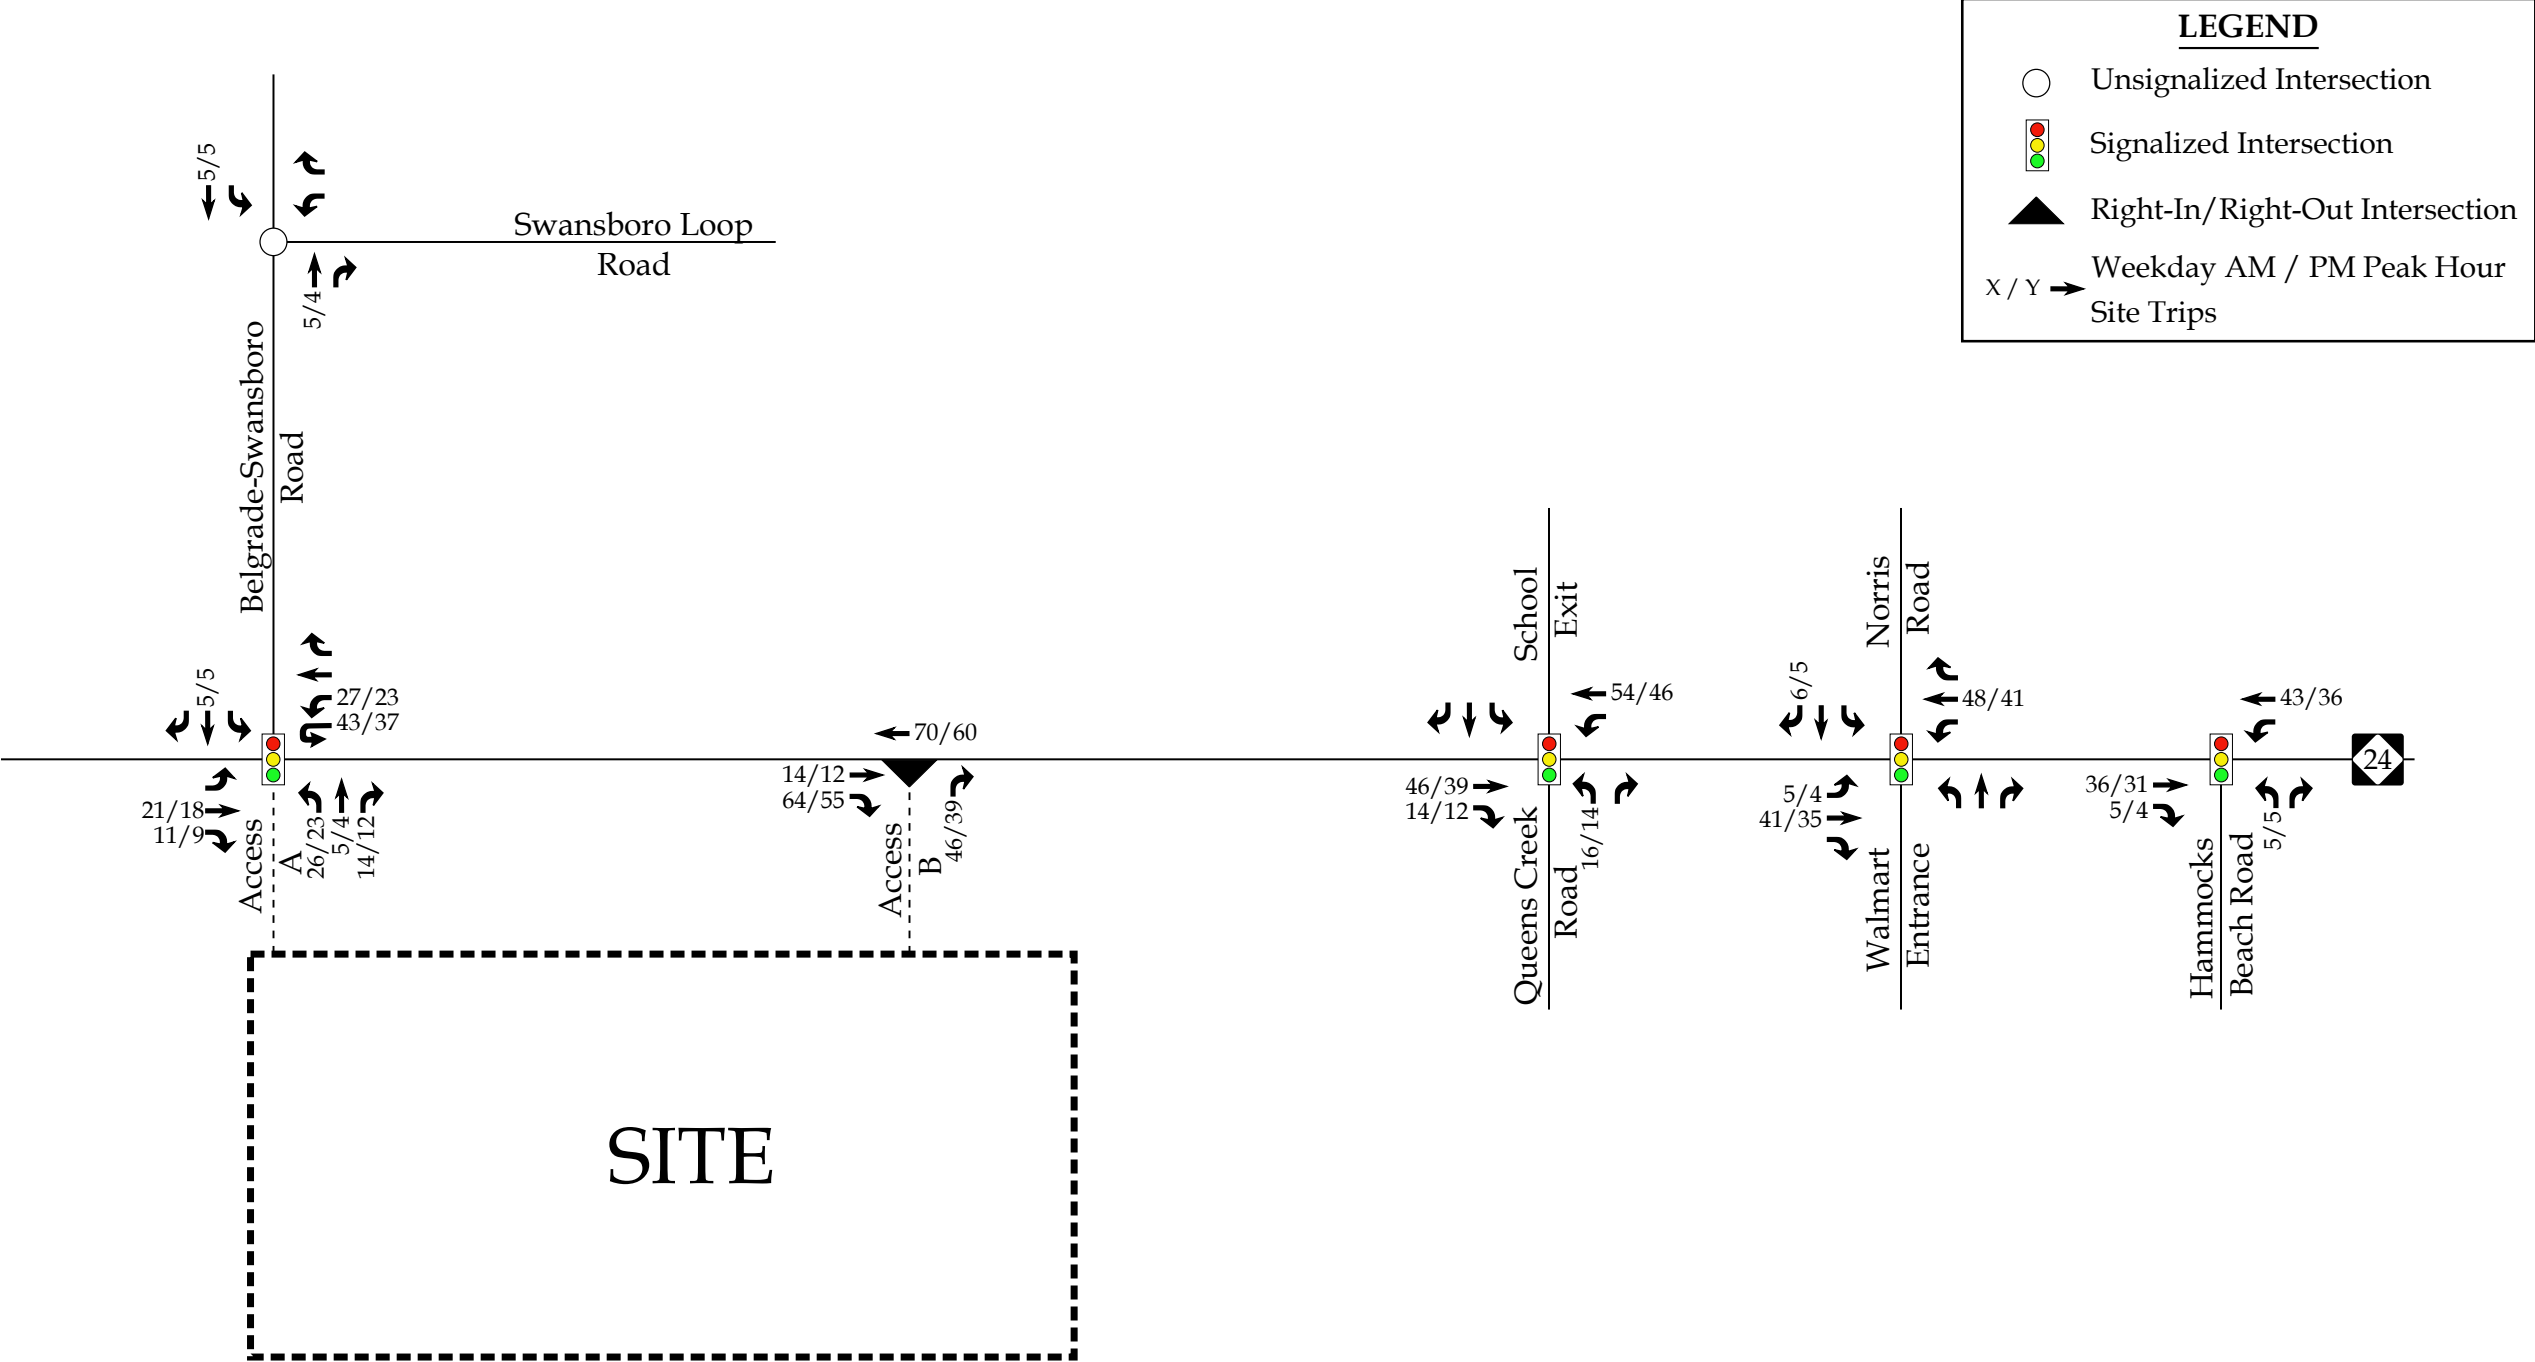 LEGEND
Unsignalized Intersection
Signalized Intersection
Right-In/Right-Out Intersection
X / Y
Weekday AM / PM Peak Hour
Site Trips
5/5
Swansboro Loop
Road
5/4
Belgrade-Swansboro
Road
5/5
27/23
43/37
21/18
11/9
Access
A
26/23
5/4
14/12
70/60
14/12
64/55
Access
B
46/39
School
Exit
54/46
46/39
14/12
Queens Creek
Road
16/14
Norris
Road
6/5
48/41
5/4
41/35
Walmart
Entrance
43/36
36/31
5/4
Hammocks
Beach Road
5/5
24
SITE